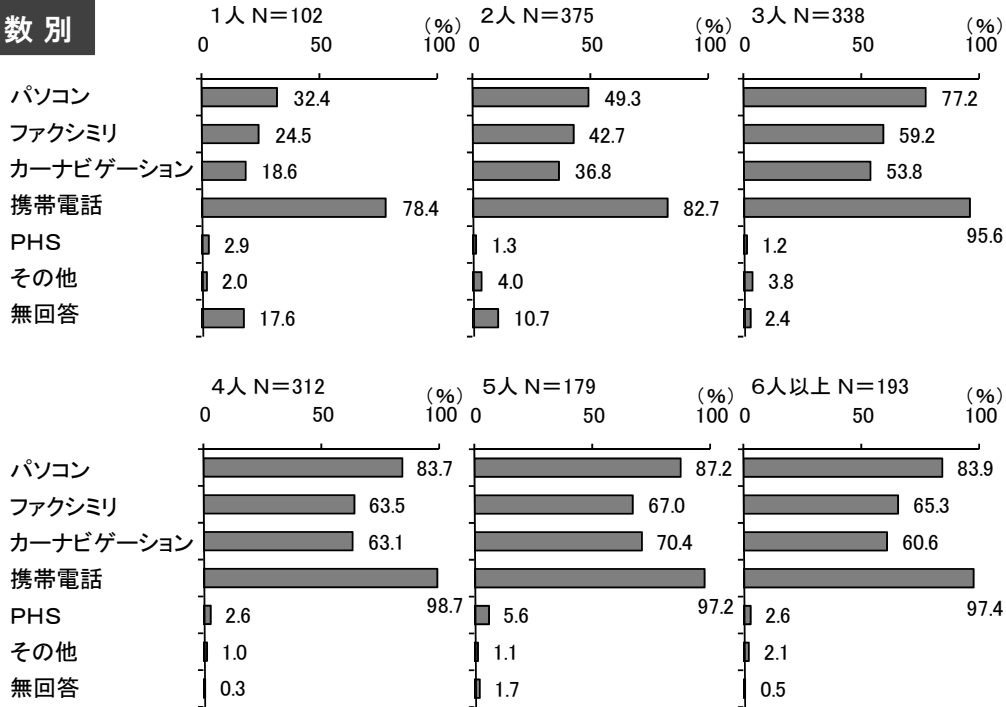 数別
1人 N=102 2人 N=375 3人 N=338
(%) (%) (%)
0 50 100 0 50 100 0 50 100
パソコン 32.4 49.3 77.2
ファクシミリ 24.5 42.7 59.2
カーナビゲーション 18.6 36.8 53.8
携帯電話 78.4 82.7 95.6
PHS 2.9 1.3 1.2
その他 2.0 4.0 3.8
無回答 17.6 10.7 2.4
4人 N=312 5人 N=179 6人以上 N=193
(%) (%) (%)
0 50 100 0 50 100 0 50 100
パソコン 83.7 87.2 83.9
ファクシミリ 63.5 67.0 65.3
カーナビゲーション 63.1 70.4 60.6
携帯電話 98.7 97.2 97.4
PHS 2.6 5.6 2.6
その他 1.0 1.1 2.1
無回答 0.3 1.7 0.5